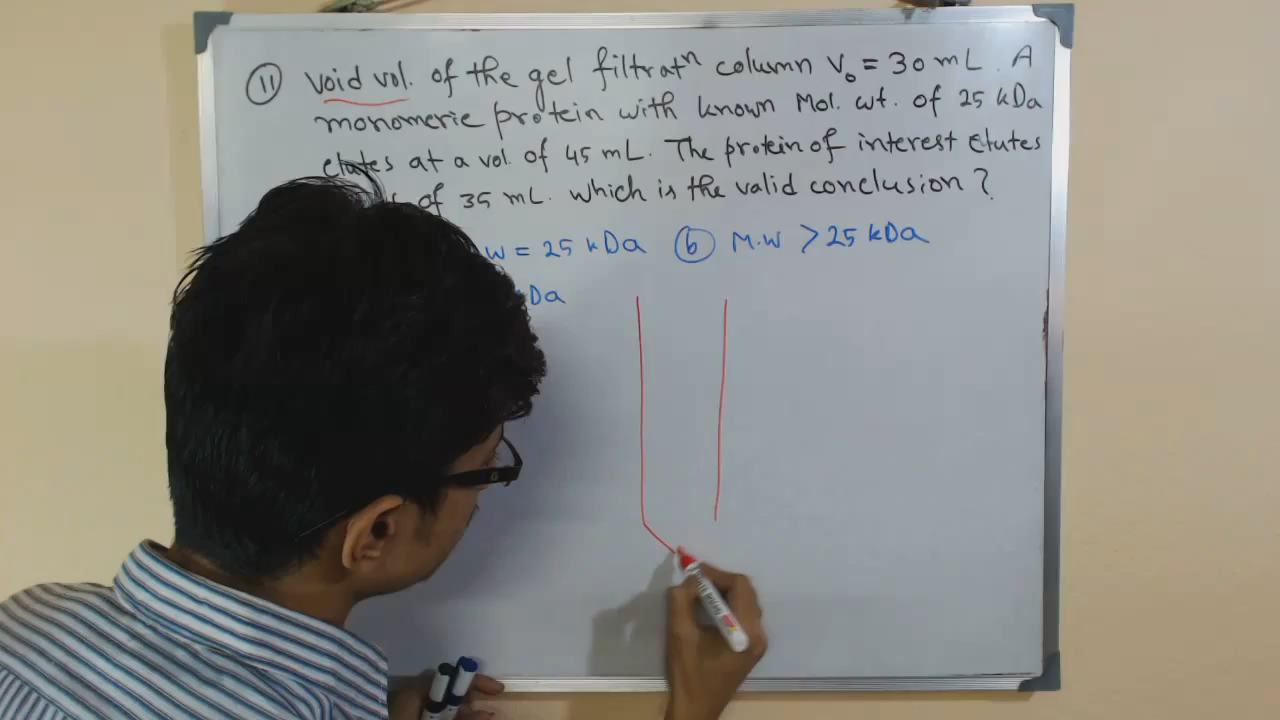 11 Void vol. of the gel filtratⁿ column V₀ = 30 mL. A
monomeric protein with known Mol. wt. of 25 kDa
elutes at a vol. of 45 mL. The protein of interest elutes
of 35 mL. which is the valid conclusion?
w = 25 kDa b M.W > 25 kDa
Da